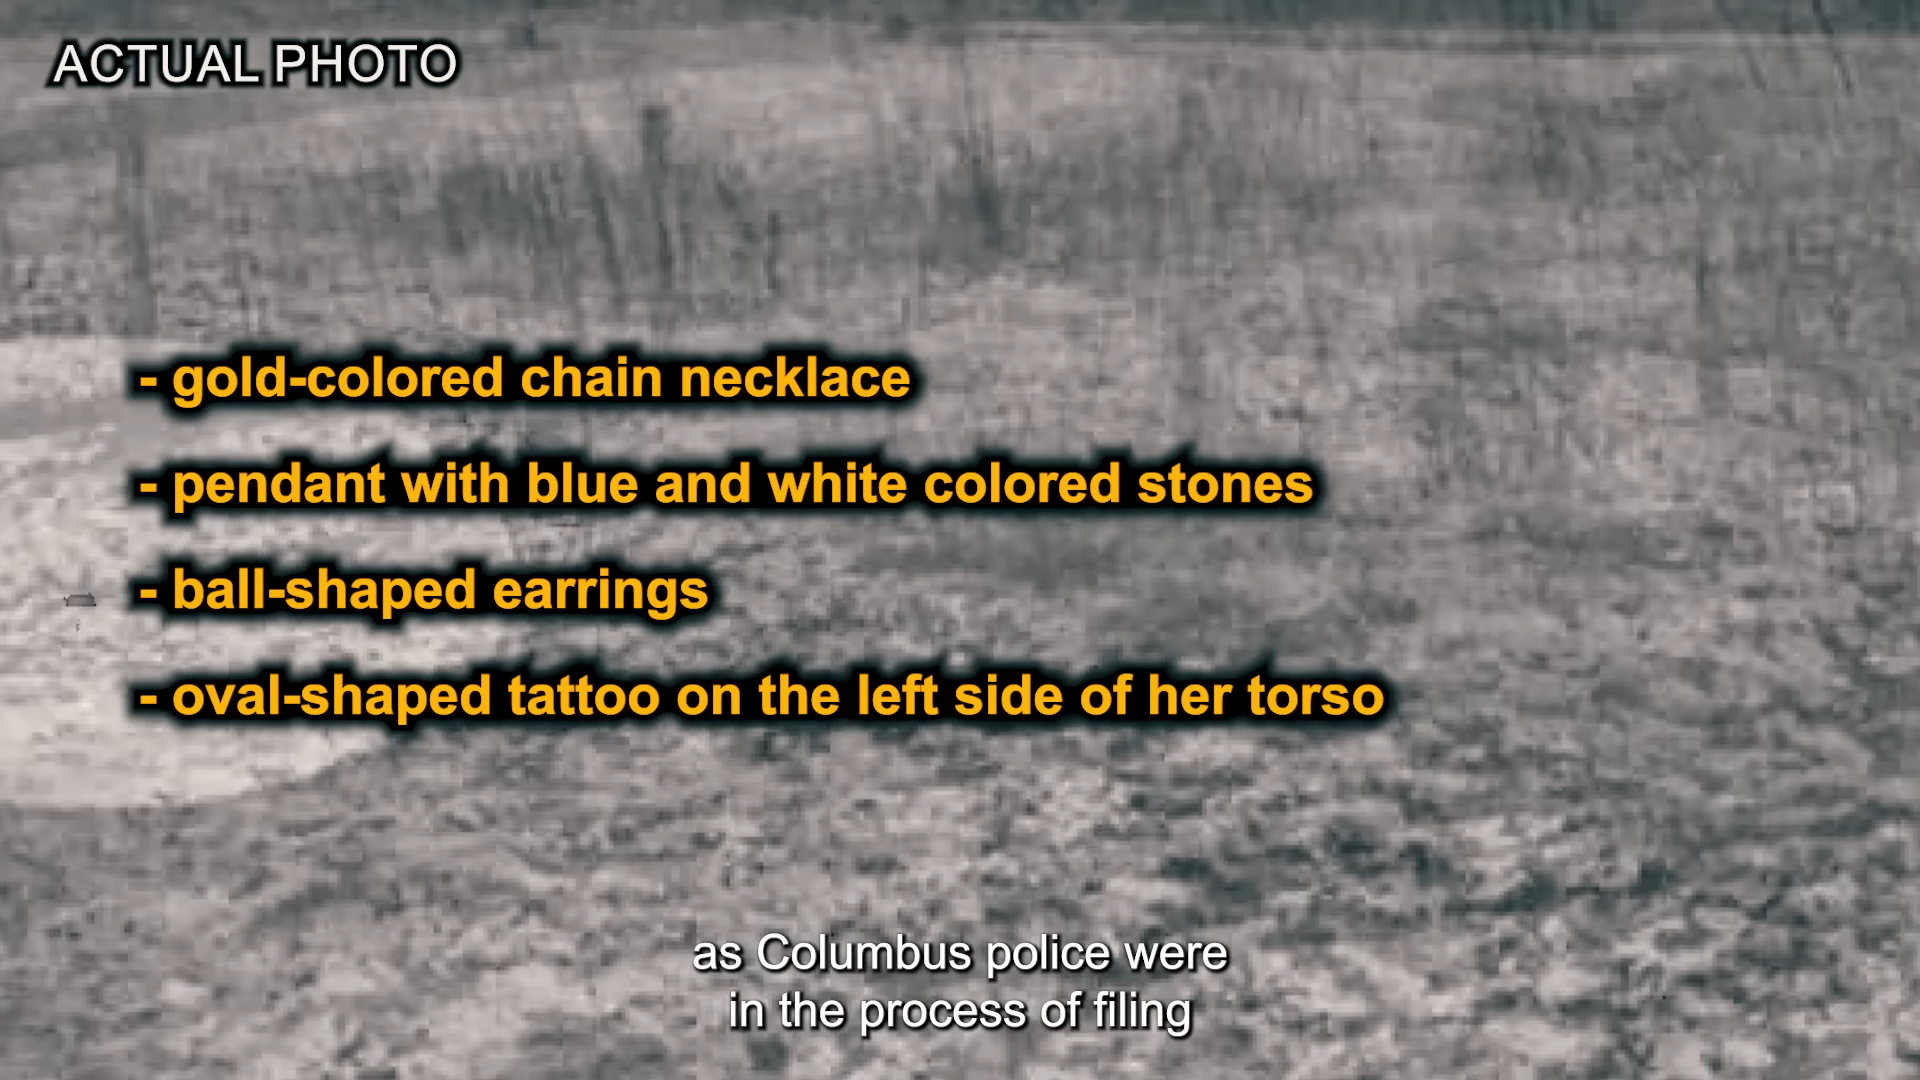 ACTUAL PHOTO
- gold-colored chain necklace
- pendant with blue and white colored stones
- ball-shaped earrings
- oval-shaped tattoo on the left side of her torso
as Columbus police were
in the process of filing